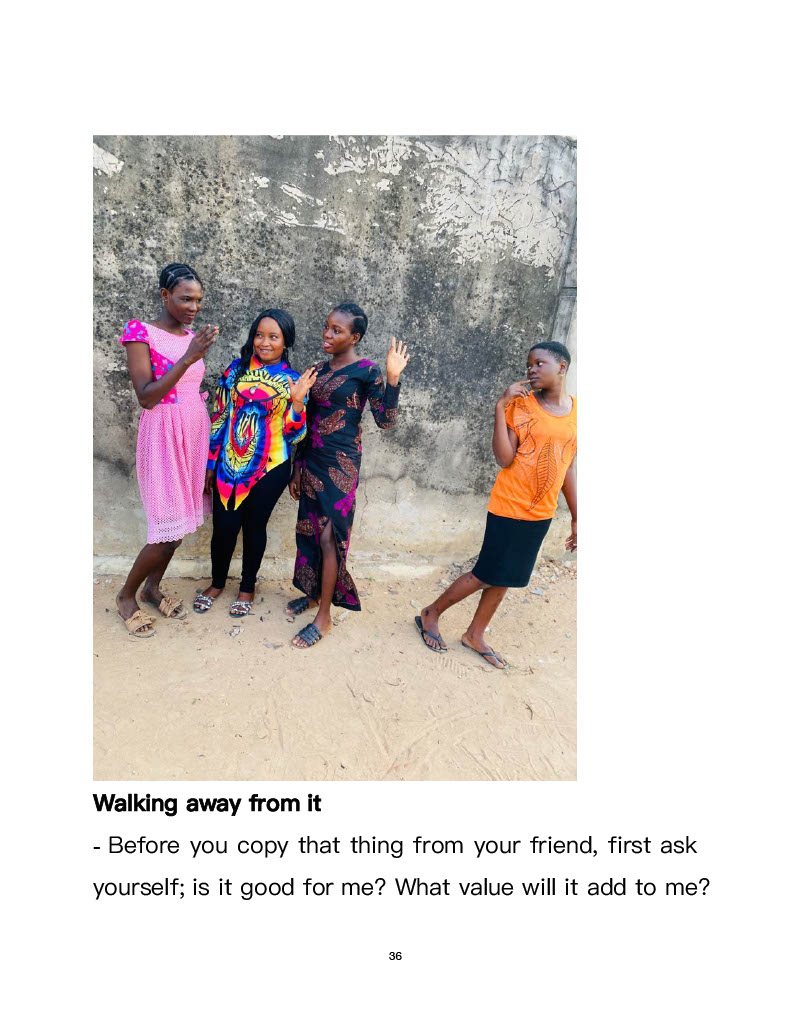 Walking away from it
- Before you copy that thing from your friend, first ask
yourself; is it good for me? What value will it add to me?
36